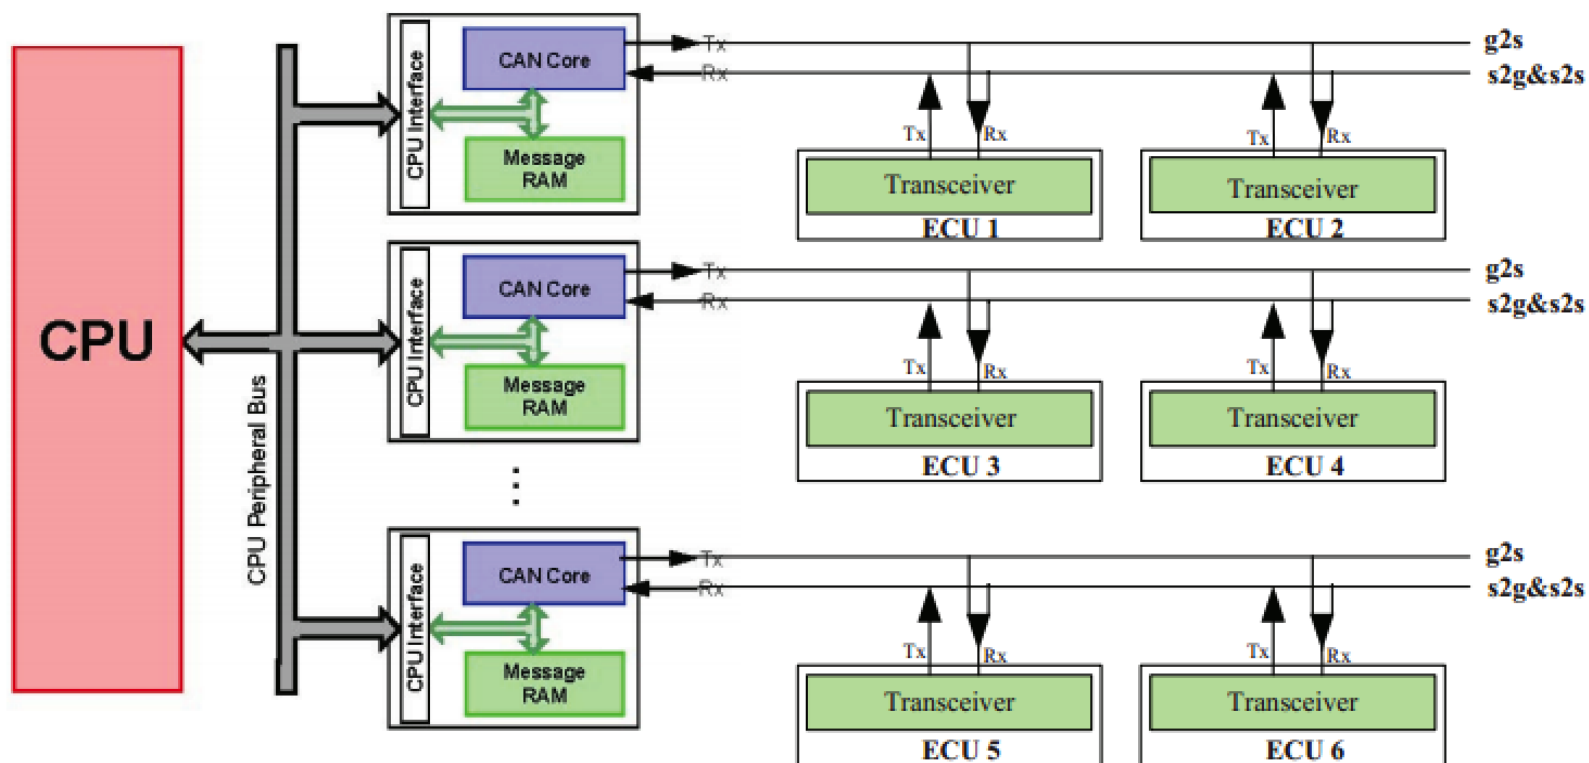 CPU
CPU Peripheral Bus
CPU Interface
CAN Core
Message
RAM
Tx
Rx
g2s
s2g&s2s
Tx
Rx
Transceiver
ECU 1
Tx
Rx
Transceiver
ECU 2
CPU Interface
CAN Core
Message
RAM
Tx
Rx
g2s
s2g&s2s
Tx
Rx
Transceiver
ECU 3
Tx
Rx
Transceiver
ECU 4
CPU Interface
CAN Core
Message
RAM
Tx
Rx
g2s
s2g&s2s
Tx
Rx
Transceiver
ECU 5
Tx
Rx
Transceiver
ECU 6